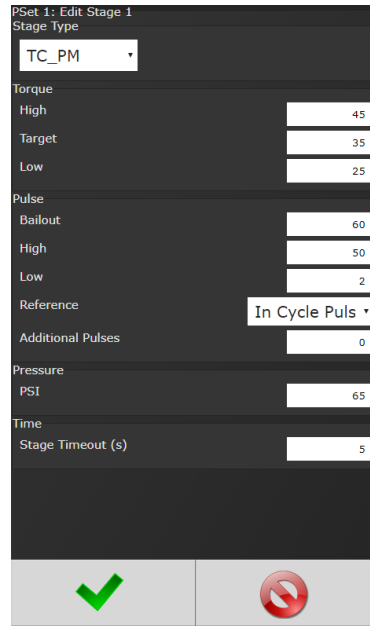 PSet 1: Edit Stage 1
Stage Type
TC_PM
Torque
High 45
Target 35
Low 25
Pulse
Bailout 60
High 50
Low 2
Reference In Cycle Puls
Additional Pulses 0
Pressure
PSI 65
Time
Stage Timeout (s) 5